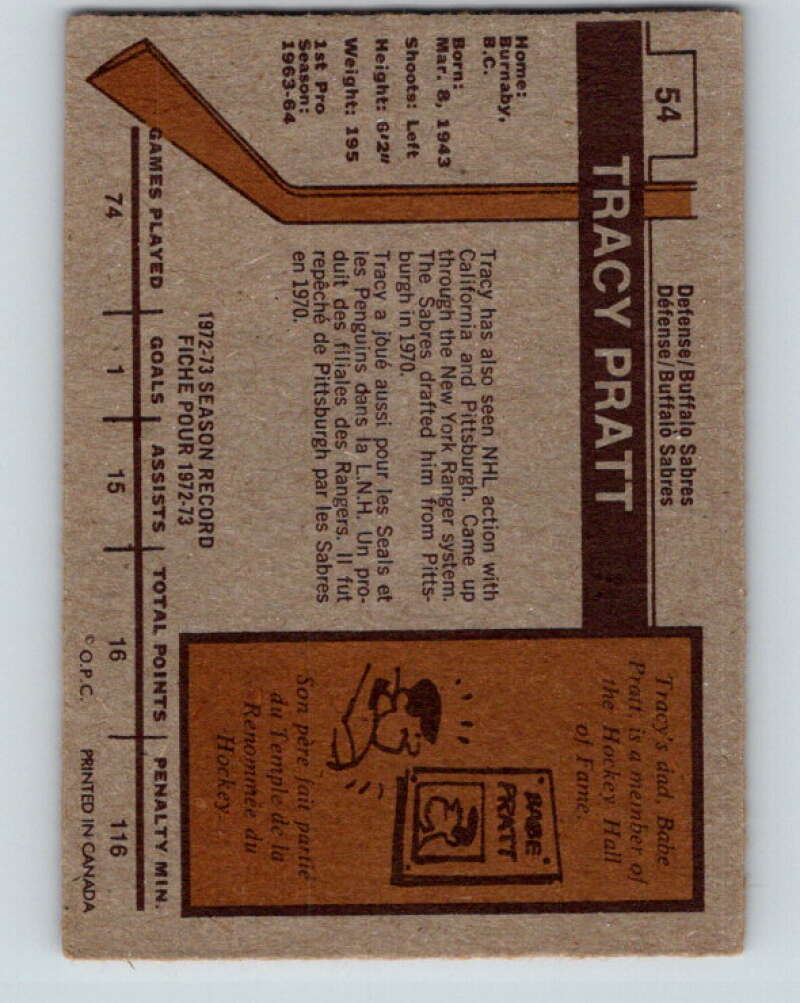 54
Defense/Buffalo Sabres
Défense/Buffalo Sabres
TRACY PRATT
Home:
Burnaby,
B.C.
Born:
Mar. 8, 1943
Shoots: Left
Height: 6'2"
Weight: 195
1st Pro
Season:
1963-64
Tracy has also seen NHL action with
California and Pittsburgh. Came up
through the New York Ranger system.
The Sabres drafted him from Pitts-
burgh in 1970.
Tracy a joué aussi pour les Seals et
les Penguins dans la L.N.H. Un pro-
duit des filiales des Rangers. Il fut
repêché de Pittsburgh par les Sabres
en 1970.
Tracy's dad, Babe
Pratt, is a member of
the Hockey Hall
of Fame.
BABE
PRATT
Son père fait partie
du Temple de la
Renommée du
Hockey.
1972-73 SEASON RECORD
FICHE POUR 1972-73
GAMES PLAYED GOALS ASSISTS TOTAL POINTS PENALTY MIN.
74 1 15 16 116
© O.P.C. PRINTED IN CANADA